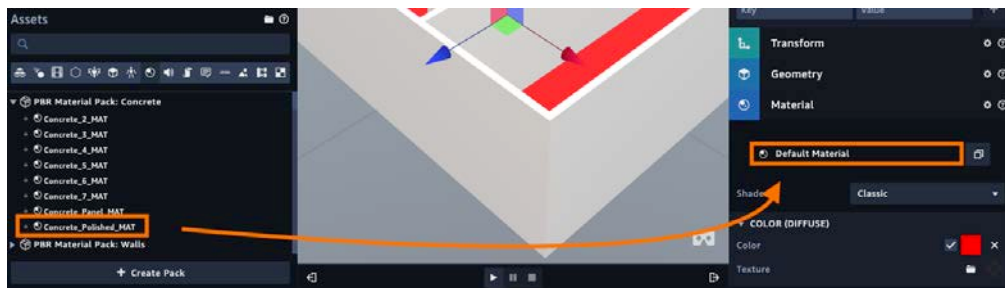 Assets
PBR Material Pack: Concrete
Concrete_2_MAT
Concrete_3_MAT
Concrete_4_MAT
Concrete_5_MAT
Concrete_6_MAT
Concrete_7_MAT
Concrete_Panel_MAT
Concrete_Polished_MAT
PBR Material Pack: Walls
+ Create Pack
Key Value
Transform
Geometry
Material
Default Material
Shade Classic
COLOR (DIFFUSE)
Color
Texture